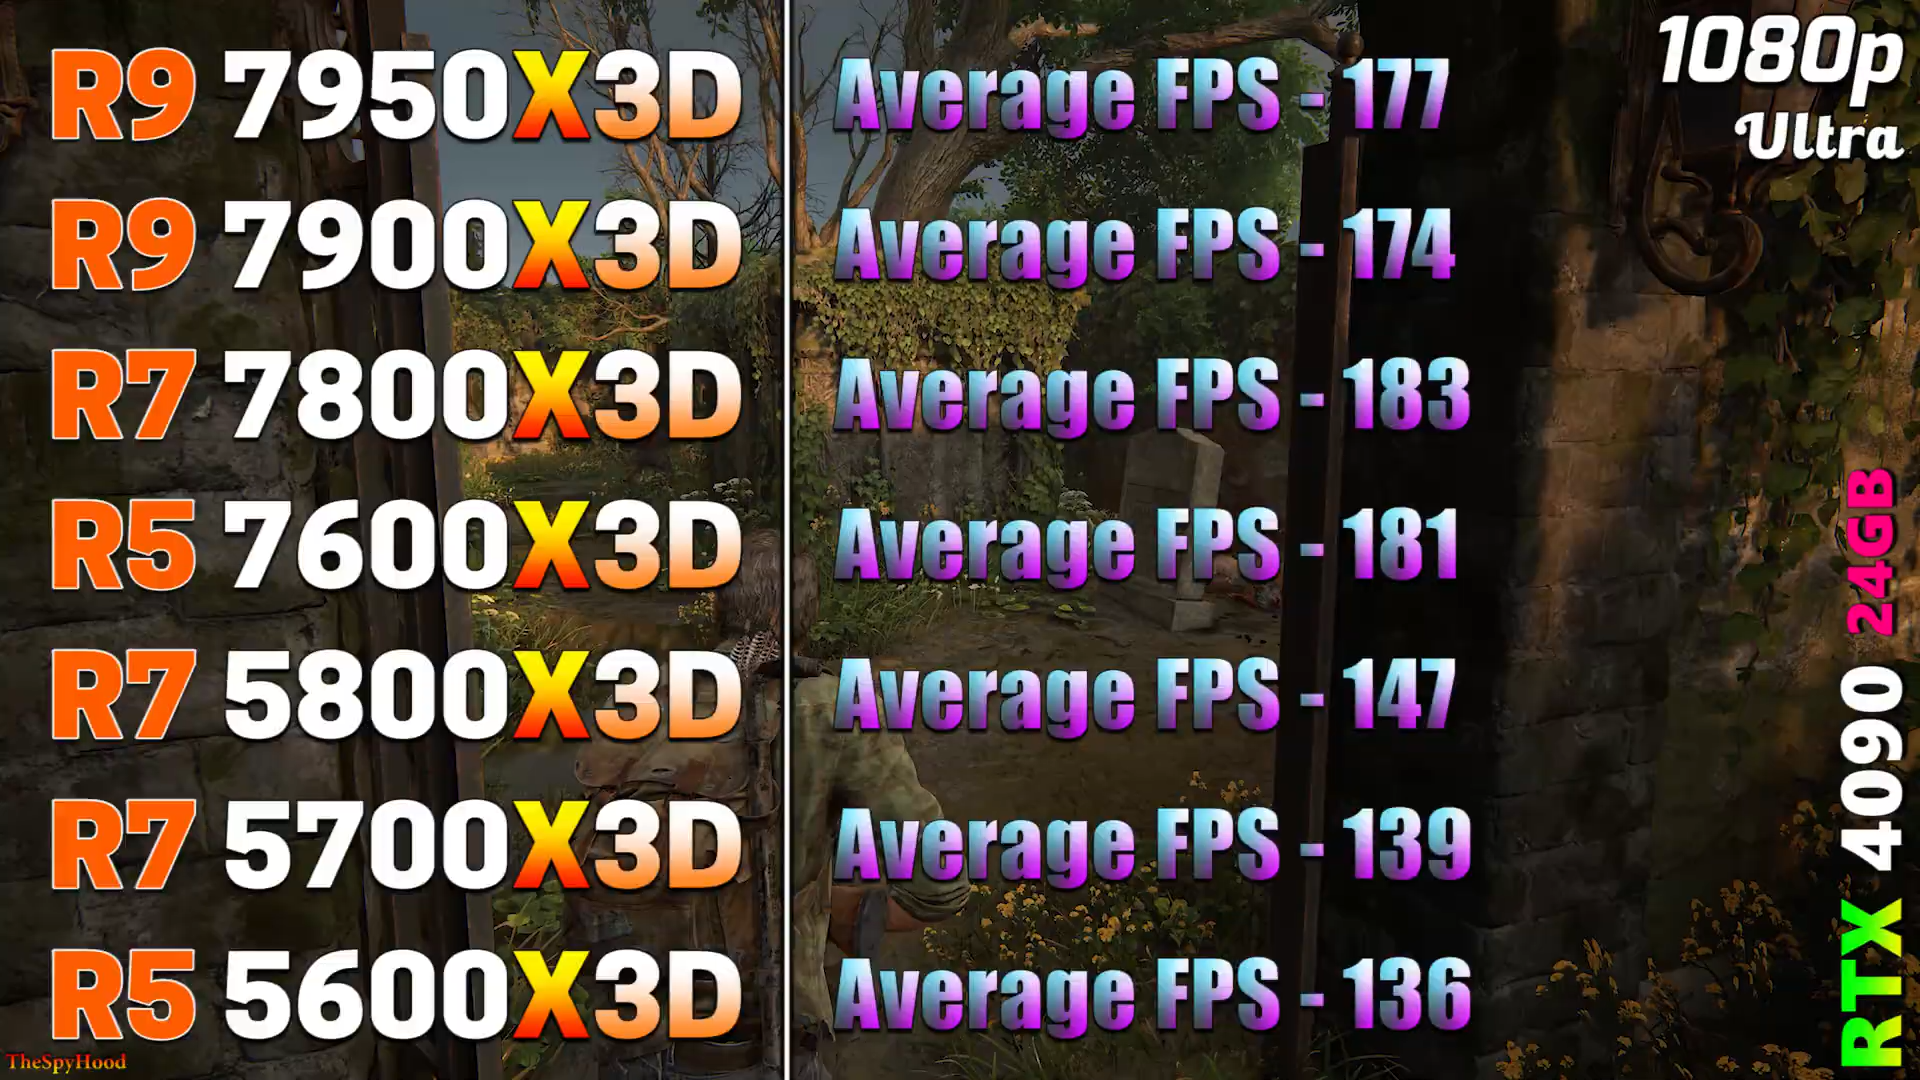 R9 7950X3D Average FPS - 177
1080p
Ultra
R9 7900X3D Average FPS - 174
R7 7800X3D Average FPS - 183
R5 7600X3D Average FPS - 181
R7 5800X3D Average FPS - 147
R7 5700X3D Average FPS - 139
R5 5600X3D Average FPS - 136
RTX 4090 24GB
TheSpyHood